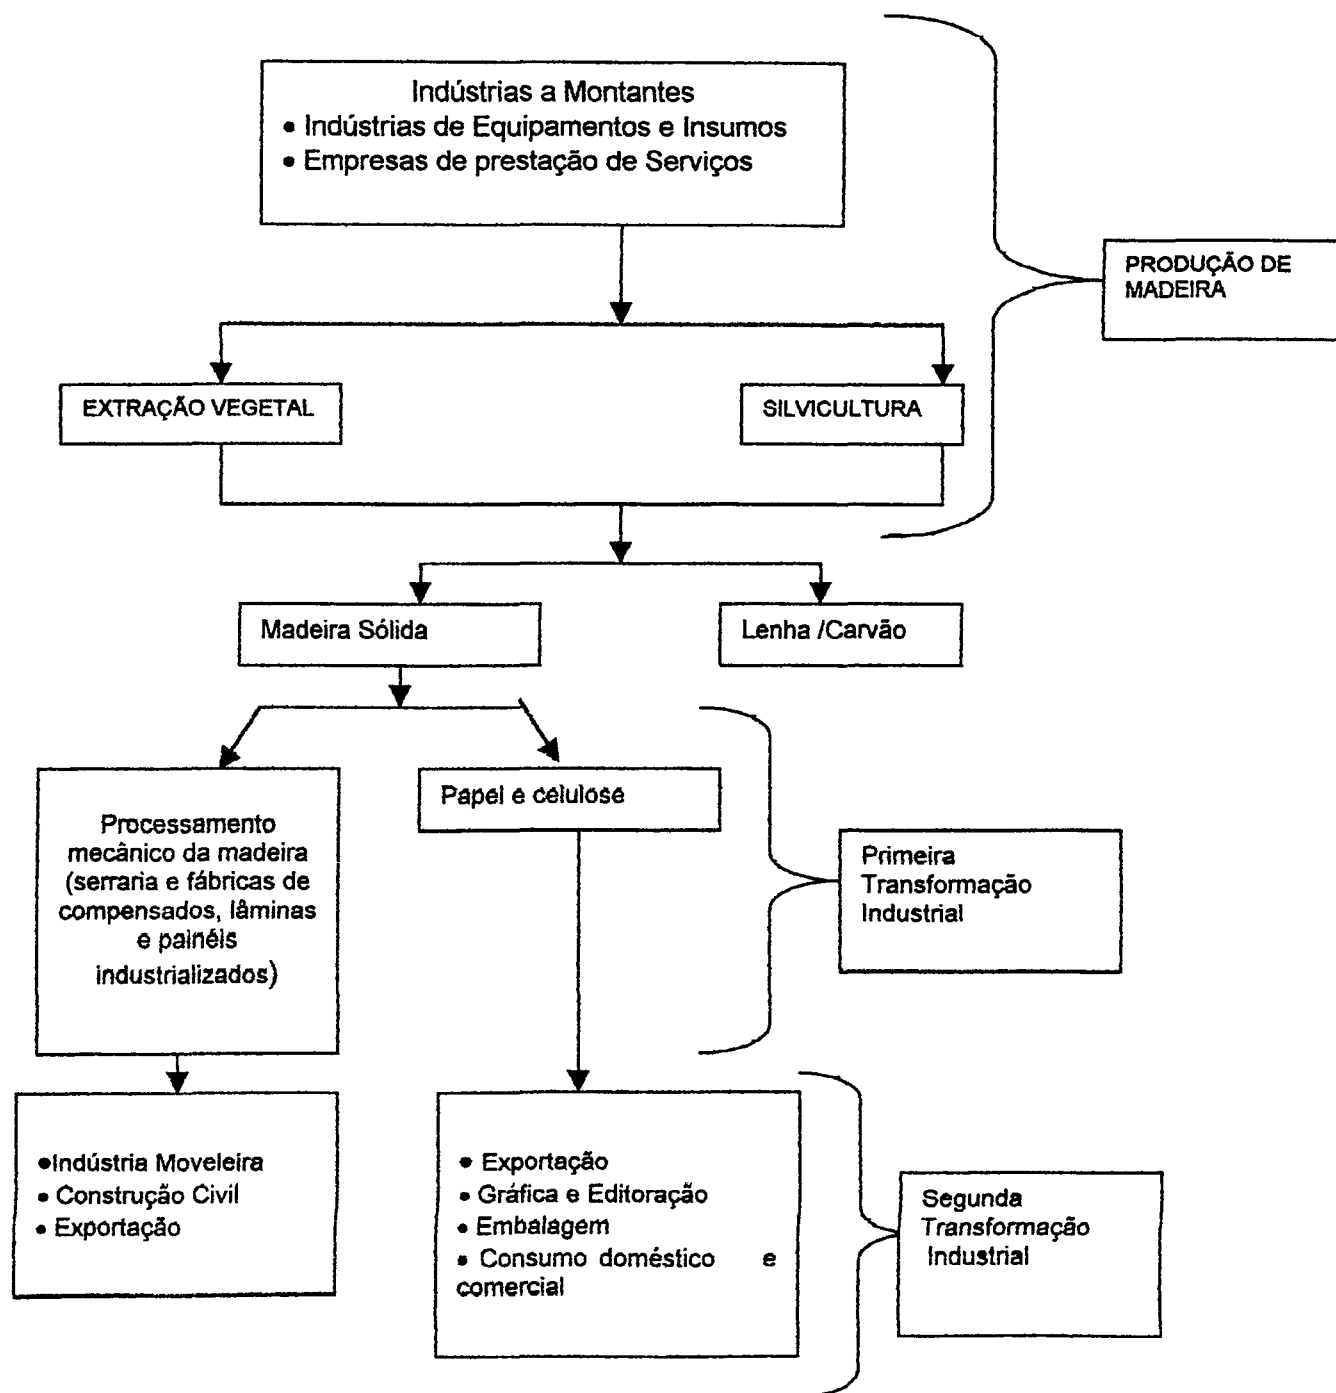 Indústrias a Montantes
• Indústrias de Equipamentos e Insumos
• Empresas de prestação de Serviços
PRODUÇÃO DE
MADEIRA
EXTRAÇÃO VEGETAL
SILVICULTURA
Madeira Sólida
Lenha /Carvão
Processamento
mecânico da madeira
(serraria e fábricas de
compensados, lâminas
e painéis
industrializados)
Papel e celulose
Primeira
Transformação
Industrial
•Indústria Moveleira
• Construção Civil
• Exportação
• Exportação
• Gráfica e Editoração
• Embalagem
• Consumo doméstico e
comercial
Segunda
Transformação
Industrial